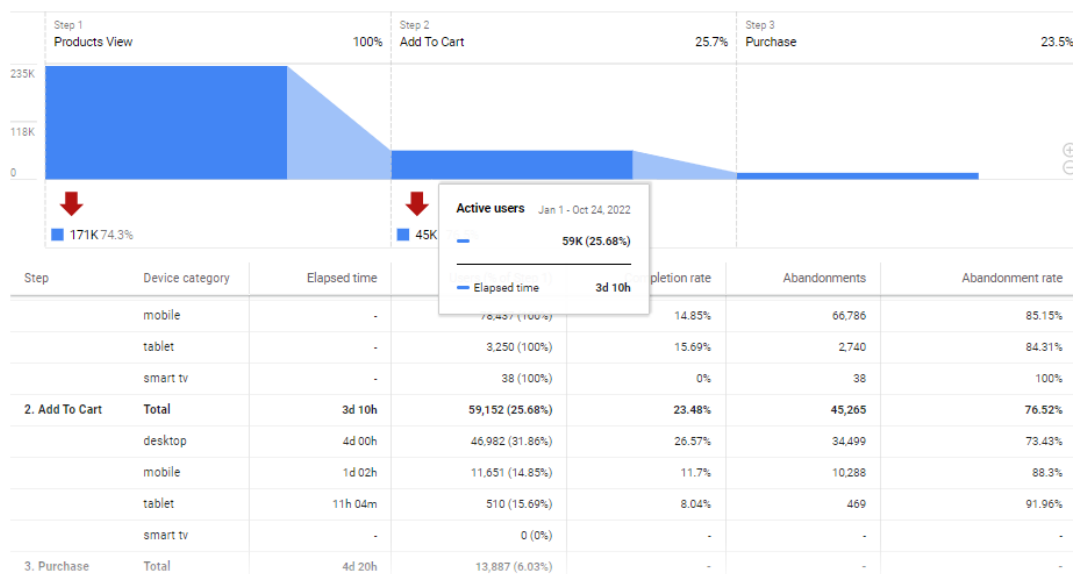 Step 1
Products View 100%
Step 2
Add To Cart 25.7%
Step 3
Purchase 23.5%
235K
118K
0
171K 74.3%
45K
Active users Jan 1 - Oct 24, 2022
59K (25.68%)
Elapsed time 3d 10h
Step Device category Elapsed time pletion rate Abandonments Abandonment rate
mobile - 78,437 (100%) 14.85% 66,786 85.15%
tablet - 3,250 (100%) 15.69% 2,740 84.31%
smart tv - 38 (100%) 0% 38 100%
2. Add To Cart Total 3d 10h 59,152 (25.68%) 23.48% 45,265 76.52%
desktop 4d 00h 46,982 (31.86%) 26.57% 34,499 73.43%
mobile 1d 02h 11,651 (14.85%) 11.7% 10,288 88.3%
tablet 11h 04m 510 (15.69%) 8.04% 469 91.96%
smart tv - 0 (0%) - - -
3. Purchase Total 4d 20h 13,887 (6.03%) - - -